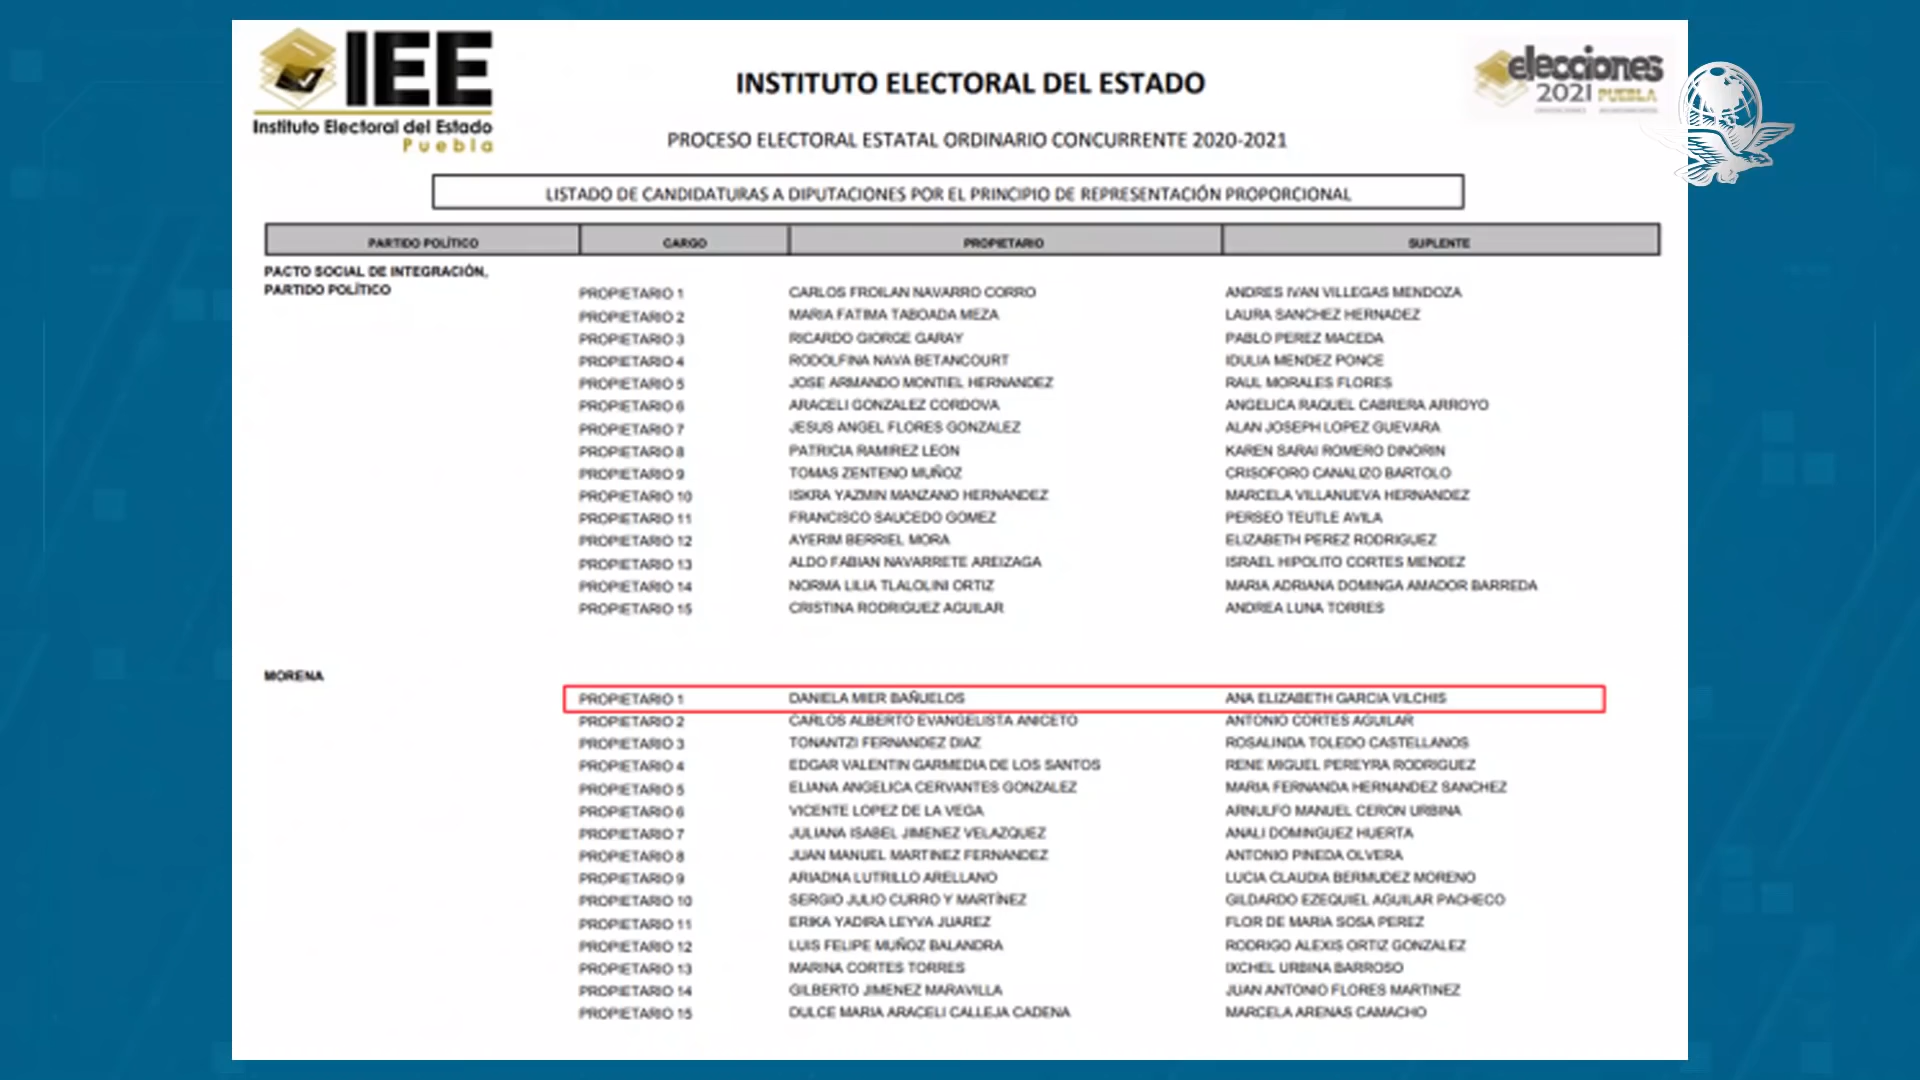 IEE
Instituto Electoral del Estado
Puebla
INSTITUTO ELECTORAL DEL ESTADO
elecciones
2021 PUEBLA
PROCESO ELECTORAL ESTATAL ORDINARIO CONCURRENTE 2020-2021
LISTADO DE CANDIDATURAS A DIPUTACIONES POR EL PRINCIPIO DE REPRESENTACIÓN PROPORCIONAL
PARTIDO POLÍTICO CARGO PROPIETARIO SUPLENTE
PACTO SOCIAL DE INTEGRACIÓN,
PARTIDO POLÍTICO
PROPIETARIO 1 CARLOS FROILAN NAVARRO CORRO ANDRES IVAN VILLEGAS MENDOZA
PROPIETARIO 2 MARIA FATIMA TABOADA MEZA LAURA SANCHEZ HERNADEZ
PROPIETARIO 3 RICARDO GIORGE GARAY PABLO PEREZ MACEDA
PROPIETARIO 4 RODOLFINA NAVA BETANCOURT IDULIA MENDEZ PONCE
PROPIETARIO 5 JOSE ARMANDO MONTIEL HERNANDEZ RAUL MORALES FLORES
PROPIETARIO 6 ARACELI GONZALEZ CORDOVA ANGELICA RAQUEL CABRERA ARROYO
PROPIETARIO 7 JESUS ANGEL FLORES GONZALEZ ALAN JOSEPH LOPEZ GUEVARA
PROPIETARIO 8 PATRICIA RAMIREZ LEON KAREN SARAI ROMERO DINORIN
PROPIETARIO 9 TOMAS ZENTENO MUÑOZ CRISOFORO CANALIZO BARTOLO
PROPIETARIO 10 ISKRA YAZMIN MANZANO HERNANDEZ MARCELA VILLANUEVA HERNANDEZ
PROPIETARIO 11 FRANCISCO SAUCEDO GOMEZ PERSEO TEUTLE AVILA
PROPIETARIO 12 AYERIM BERRIEL MORA ELIZABETH PEREZ RODRIGUEZ
PROPIETARIO 13 ALDO FABIAN NAVARRETE AREIZAGA ISRAEL HIPOLITO CORTES MENDEZ
PROPIETARIO 14 NORMA LILIA TLALOLINI ORTIZ MARIA ADRIANA DOMINGA AMADOR BARREDA
PROPIETARIO 15 CRISTINA RODRIGUEZ AGUILAR ANDREA LUNA TORRES
MORENA
PROPIETARIO 1 DANIELA MIER BAÑUELOS ANA ELIZABETH GARCIA VILCHIS
PROPIETARIO 2 CARLOS ALBERTO EVANGELISTA ANICETO ANTONIO CORTES AGUILAR
PROPIETARIO 3 TONANTZI FERNANDEZ DIAZ ROSALINDA TOLEDO CASTELLANOS
PROPIETARIO 4 EDGAR VALENTIN GARMEDIA DE LOS SANTOS RENE MIGUEL PEREYRA RODRIGUEZ
PROPIETARIO 5 ELIANA ANGELICA CERVANTES GONZALEZ MARIA FERNANDA HERNANDEZ SANCHEZ
PROPIETARIO 6 VICENTE LOPEZ DE LA VEGA ARNULFO MANUEL CERON URBINA
PROPIETARIO 7 JULIANA ISABEL JIMENEZ VELAZQUEZ ANALI DOMINGUEZ HUERTA
PROPIETARIO 8 JUAN MANUEL MARTINEZ FERNANDEZ ANTONIO PINEDA OLVERA
PROPIETARIO 9 ARIADNA LUTRILLO ARELLANO LUCIA CLAUDIA BERMUDEZ MORENO
PROPIETARIO 10 SERGIO JULIO CURRO Y MARTÍNEZ GILDARDO EZEQUIEL AGUILAR PACHECO
PROPIETARIO 11 ERIKA YADIRA LEYVA JUAREZ FLOR DE MARIA SOSA PEREZ
PROPIETARIO 12 LUIS FELIPE MUÑOZ BALANDRA RODRIGO ALEXIS ORTIZ GONZALEZ
PROPIETARIO 13 MARINA CORTES TORRES IXCHEL URBINA BARROSO
PROPIETARIO 14 GILBERTO JIMENEZ MARAVILLA JUAN ANTONIO FLORES MARTINEZ
PROPIETARIO 15 DULCE MARIA ARACELI CALLEJA CADENA MARCELA ARENAS CAMACHO